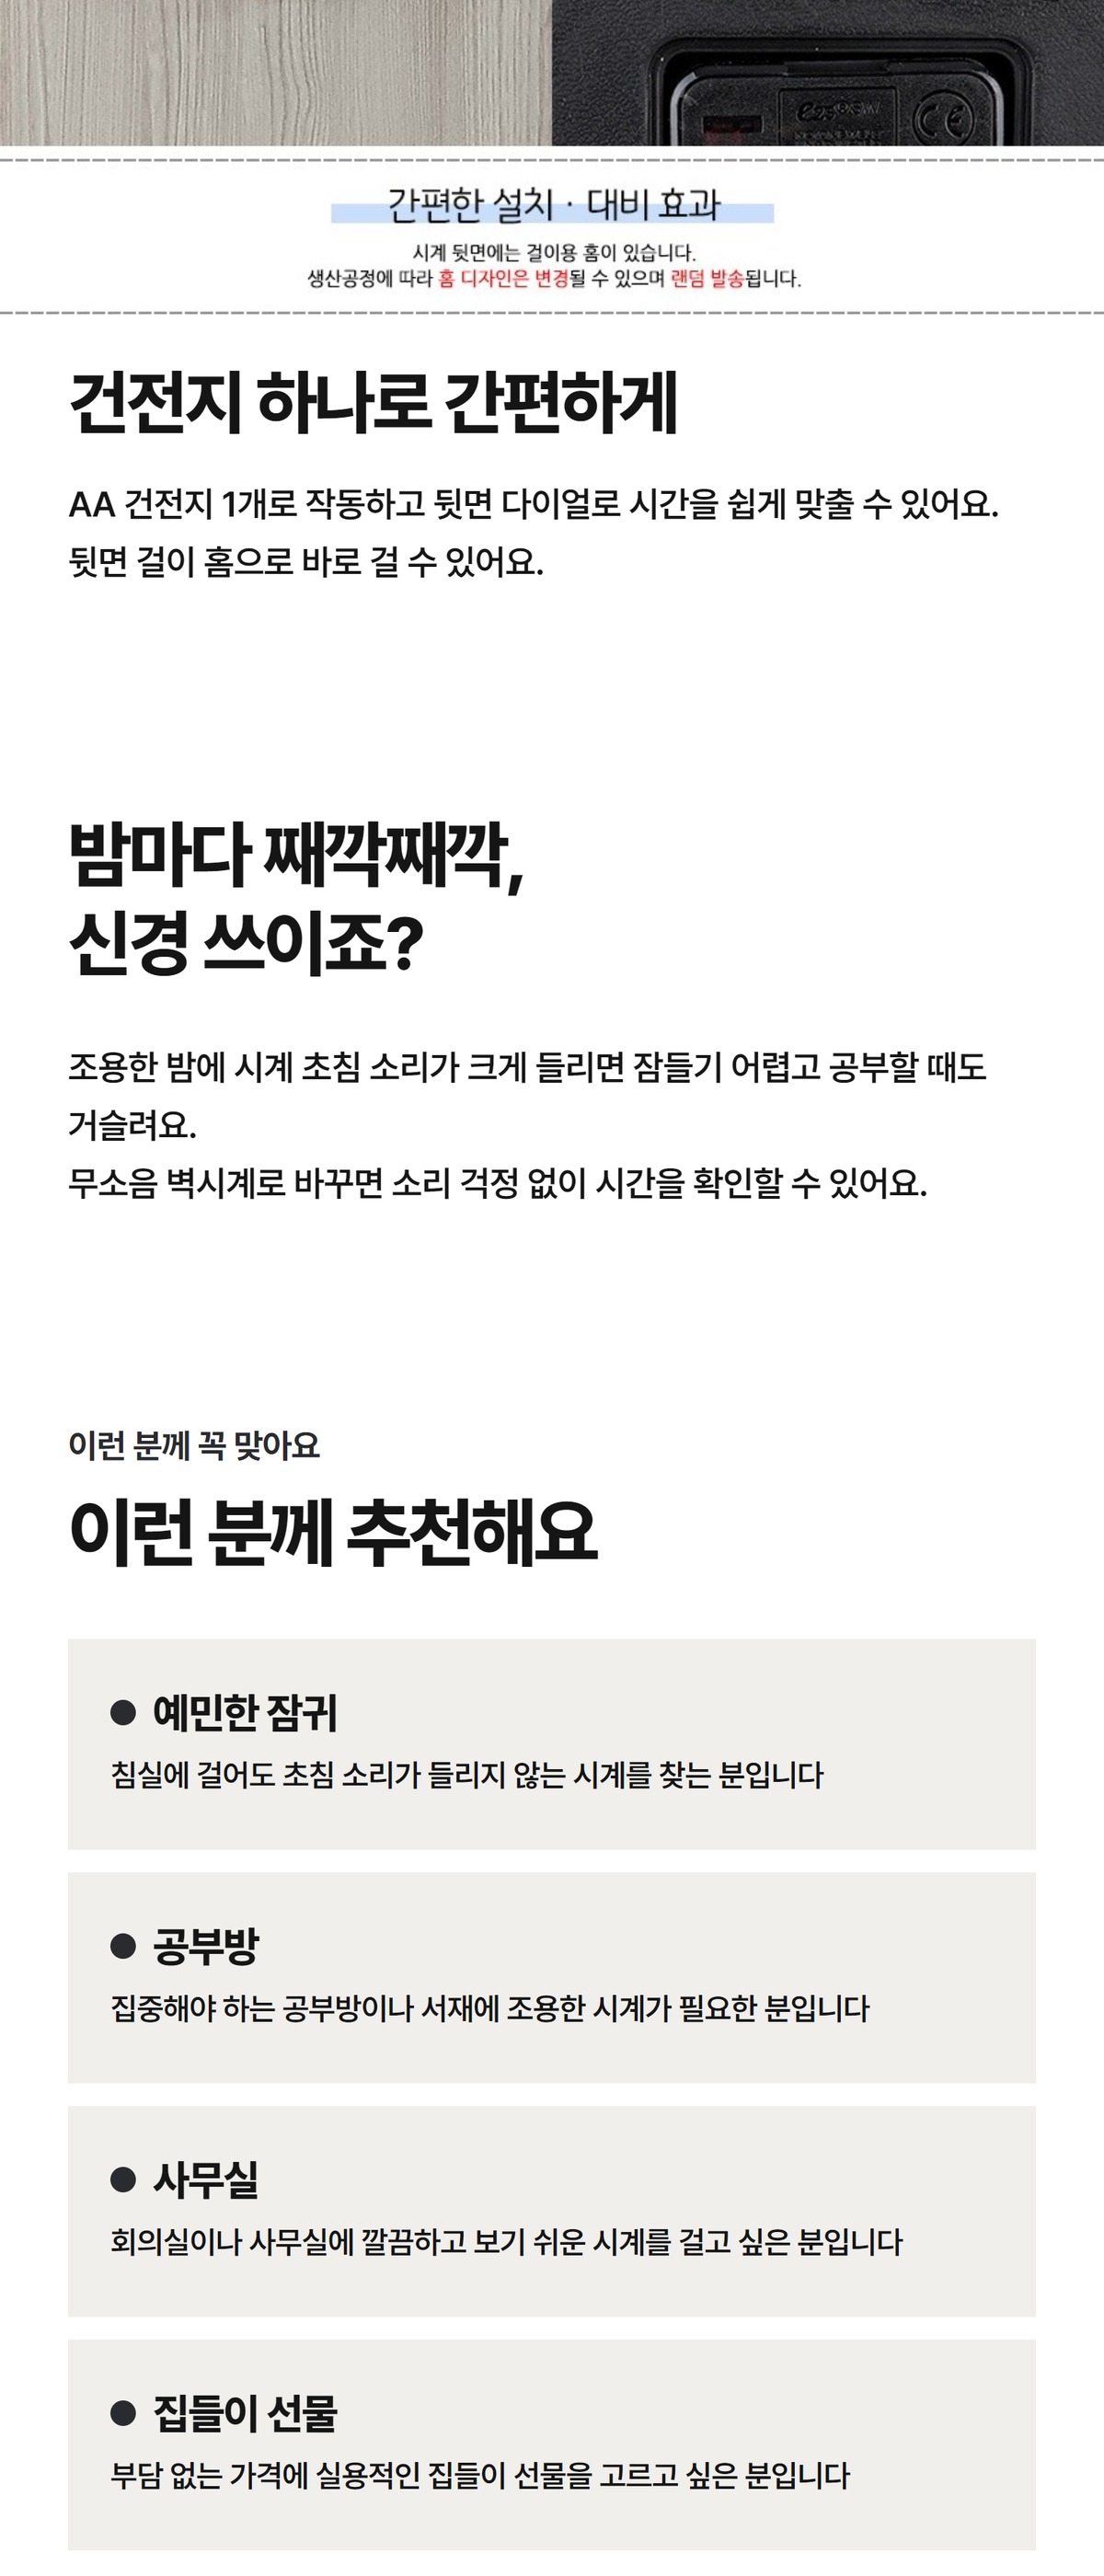 CE
간편한 설치 · 대비 효과
시계 뒷면에는 걸이용 홈이 있습니다.
생산공정에 따라 홈 디자인은 변경될 수 있으며 랜덤 발송됩니다.
건전지 하나로 간편하게
AA 건전지 1개로 작동하고 뒷면 다이얼로 시간을 쉽게 맞출 수 있어요.
뒷면 걸이 홈으로 바로 걸 수 있어요.
밤마다 째깍째깍,
신경 쓰이죠?
조용한 밤에 시계 초침 소리가 크게 들리면 잠들기 어렵고 공부할 때도
거슬려요.
무소음 벽시계로 바꾸면 소리 걱정 없이 시간을 확인할 수 있어요.
이런 분께 꼭 맞아요
이런 분께 추천해요
● 예민한 잠귀
침실에 걸어도 초침 소리가 들리지 않는 시계를 찾는 분입니다
● 공부방
집중해야 하는 공부방이나 서재에 조용한 시계가 필요한 분입니다
● 사무실
회의실이나 사무실에 깔끔하고 보기 쉬운 시계를 걸고 싶은 분입니다
● 집들이 선물
부담 없는 가격에 실용적인 집들이 선물을 고르고 싶은 분입니다